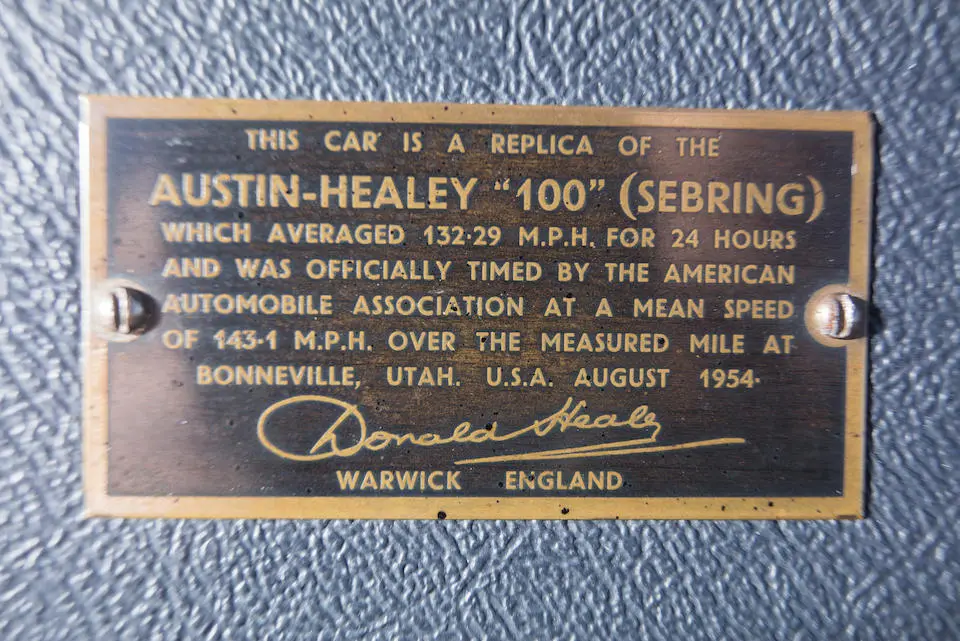 THIS CAR IS A REPLICA OF THE
AUSTIN-HEALEY “100” (SEBRING)
WHICH AVERAGED 132·29 M.P.H. FOR 24 HOURS
AND WAS OFFICIALLY TIMED BY THE AMERICAN
AUTOMOBILE ASSOCIATION AT A MEAN SPEED
OF 143·1 M.P.H. OVER THE MEASURED MILE AT
BONNEVILLE, UTAH. U.S.A. AUGUST 1954·
Donald Healey
WARWICK ENGLAND